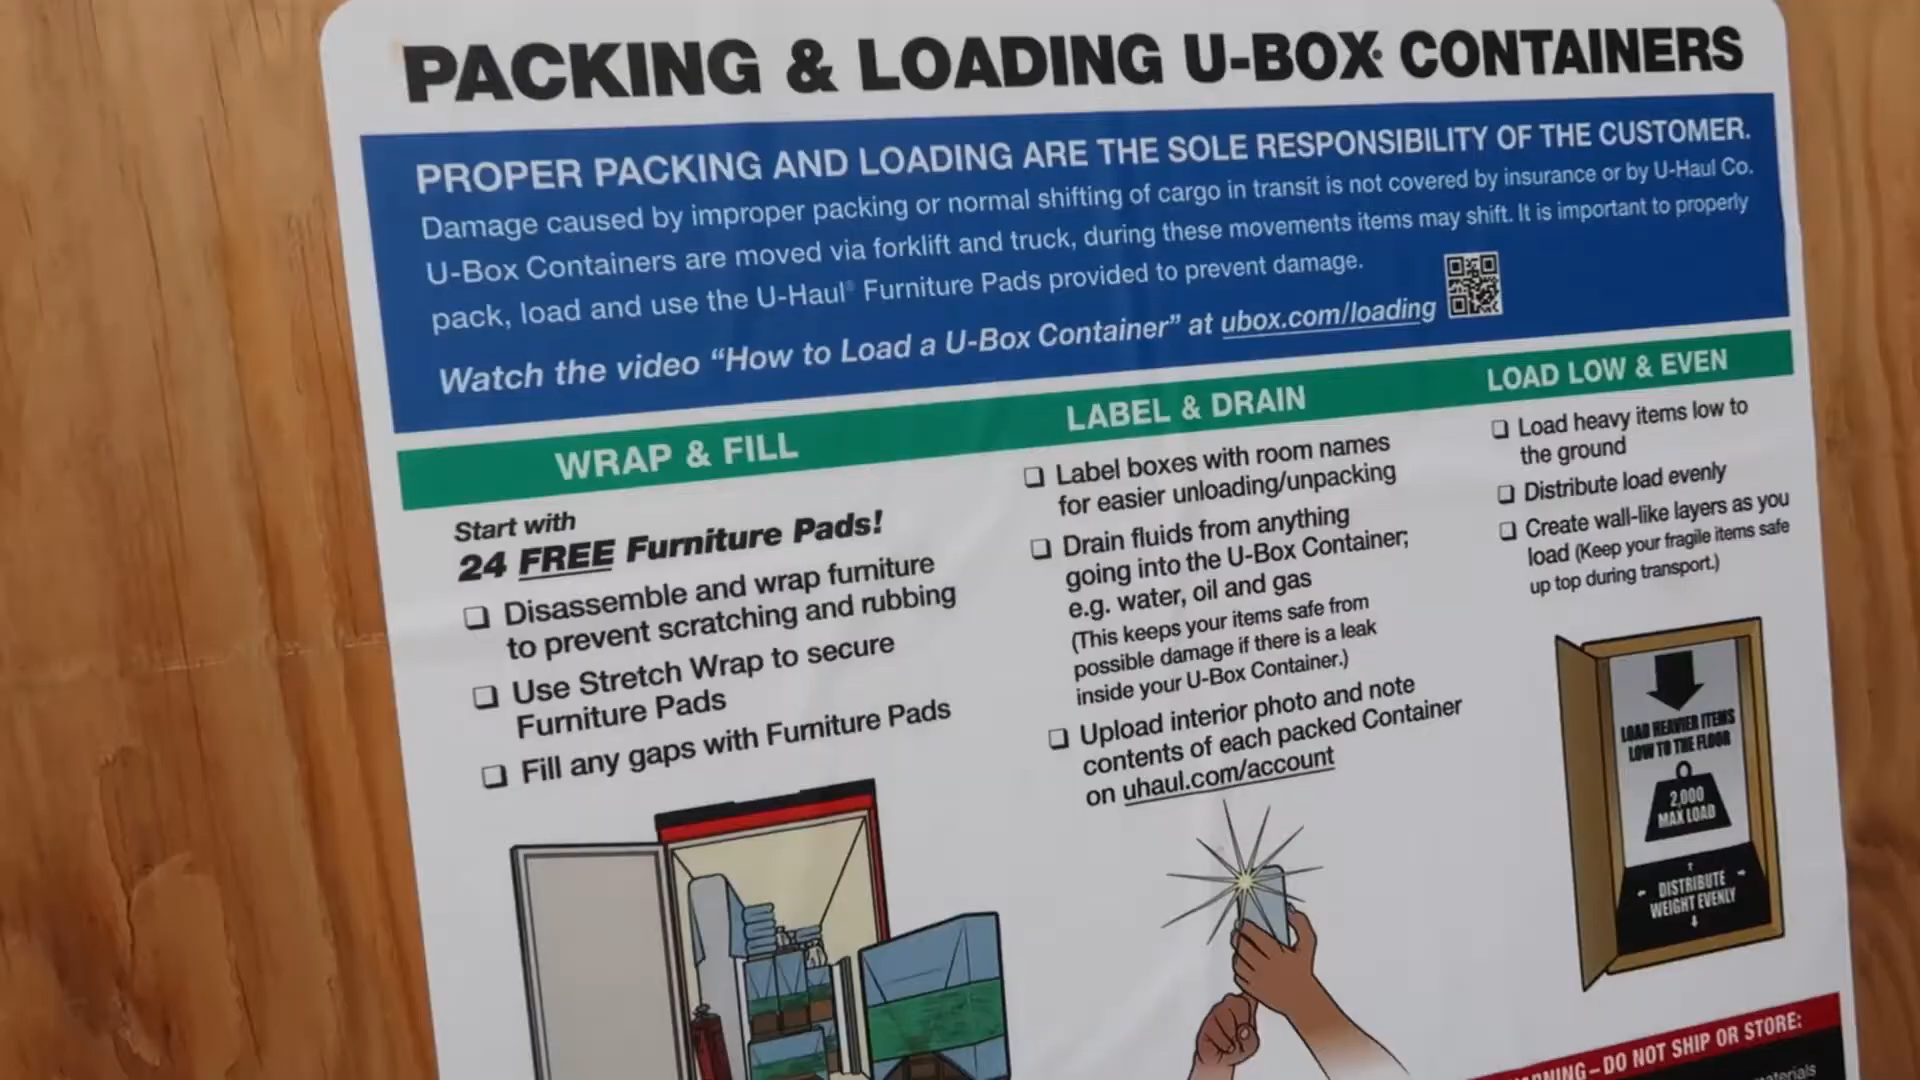 PACKING & LOADING U-BOX® CONTAINERS
PROPER PACKING AND LOADING ARE THE SOLE RESPONSIBILITY OF THE CUSTOMER.
Damage caused by improper packing or normal shifting of cargo in transit is not covered by insurance or by U-Haul Co.
U-Box Containers are moved via forklift and truck, during these movements items may shift. It is important to properly
pack, load and use the U-Haul® Furniture Pads provided to prevent damage.
Watch the video “How to Load a U-Box Container” at ubox.com/loading
WRAP & FILL
Start with
24 FREE Furniture Pads!
❏ Disassemble and wrap furniture
to prevent scratching and rubbing
❏ Use Stretch Wrap to secure
Furniture Pads
❏ Fill any gaps with Furniture Pads
LABEL & DRAIN
❏ Label boxes with room names
for easier unloading/unpacking
❏ Drain fluids from anything
going into the U-Box Container;
e.g. water, oil and gas
(This keeps your items safe from
possible damage if there is a leak
inside your U-Box Container.)
❏ Upload interior photo and note
contents of each packed Container
on uhaul.com/account
LOAD LOW & EVEN
❏ Load heavy items low to
the ground
❏ Distribute load evenly
❏ Create wall-like layers as you
load (Keep your fragile items safe
up top during transport.)
LOAD HEAVIER ITEMS
LOW TO THE FLOOR
2,000
MAX LOAD
DISTRIBUTE
WEIGHT EVENLY
– DO NOT SHIP OR STORE: